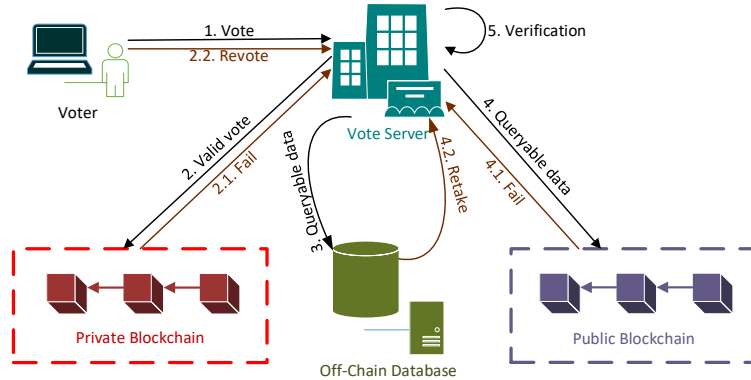 1. Vote
2.2. Revote
5. Verification
Voter
Vote Server
2. Valid vote
2.1. Fail
3. Queryable data
4.2. Retake
4. Queryable data
4.1. Fail
Private Blockchain
Public Blockchain
Off-Chain Database